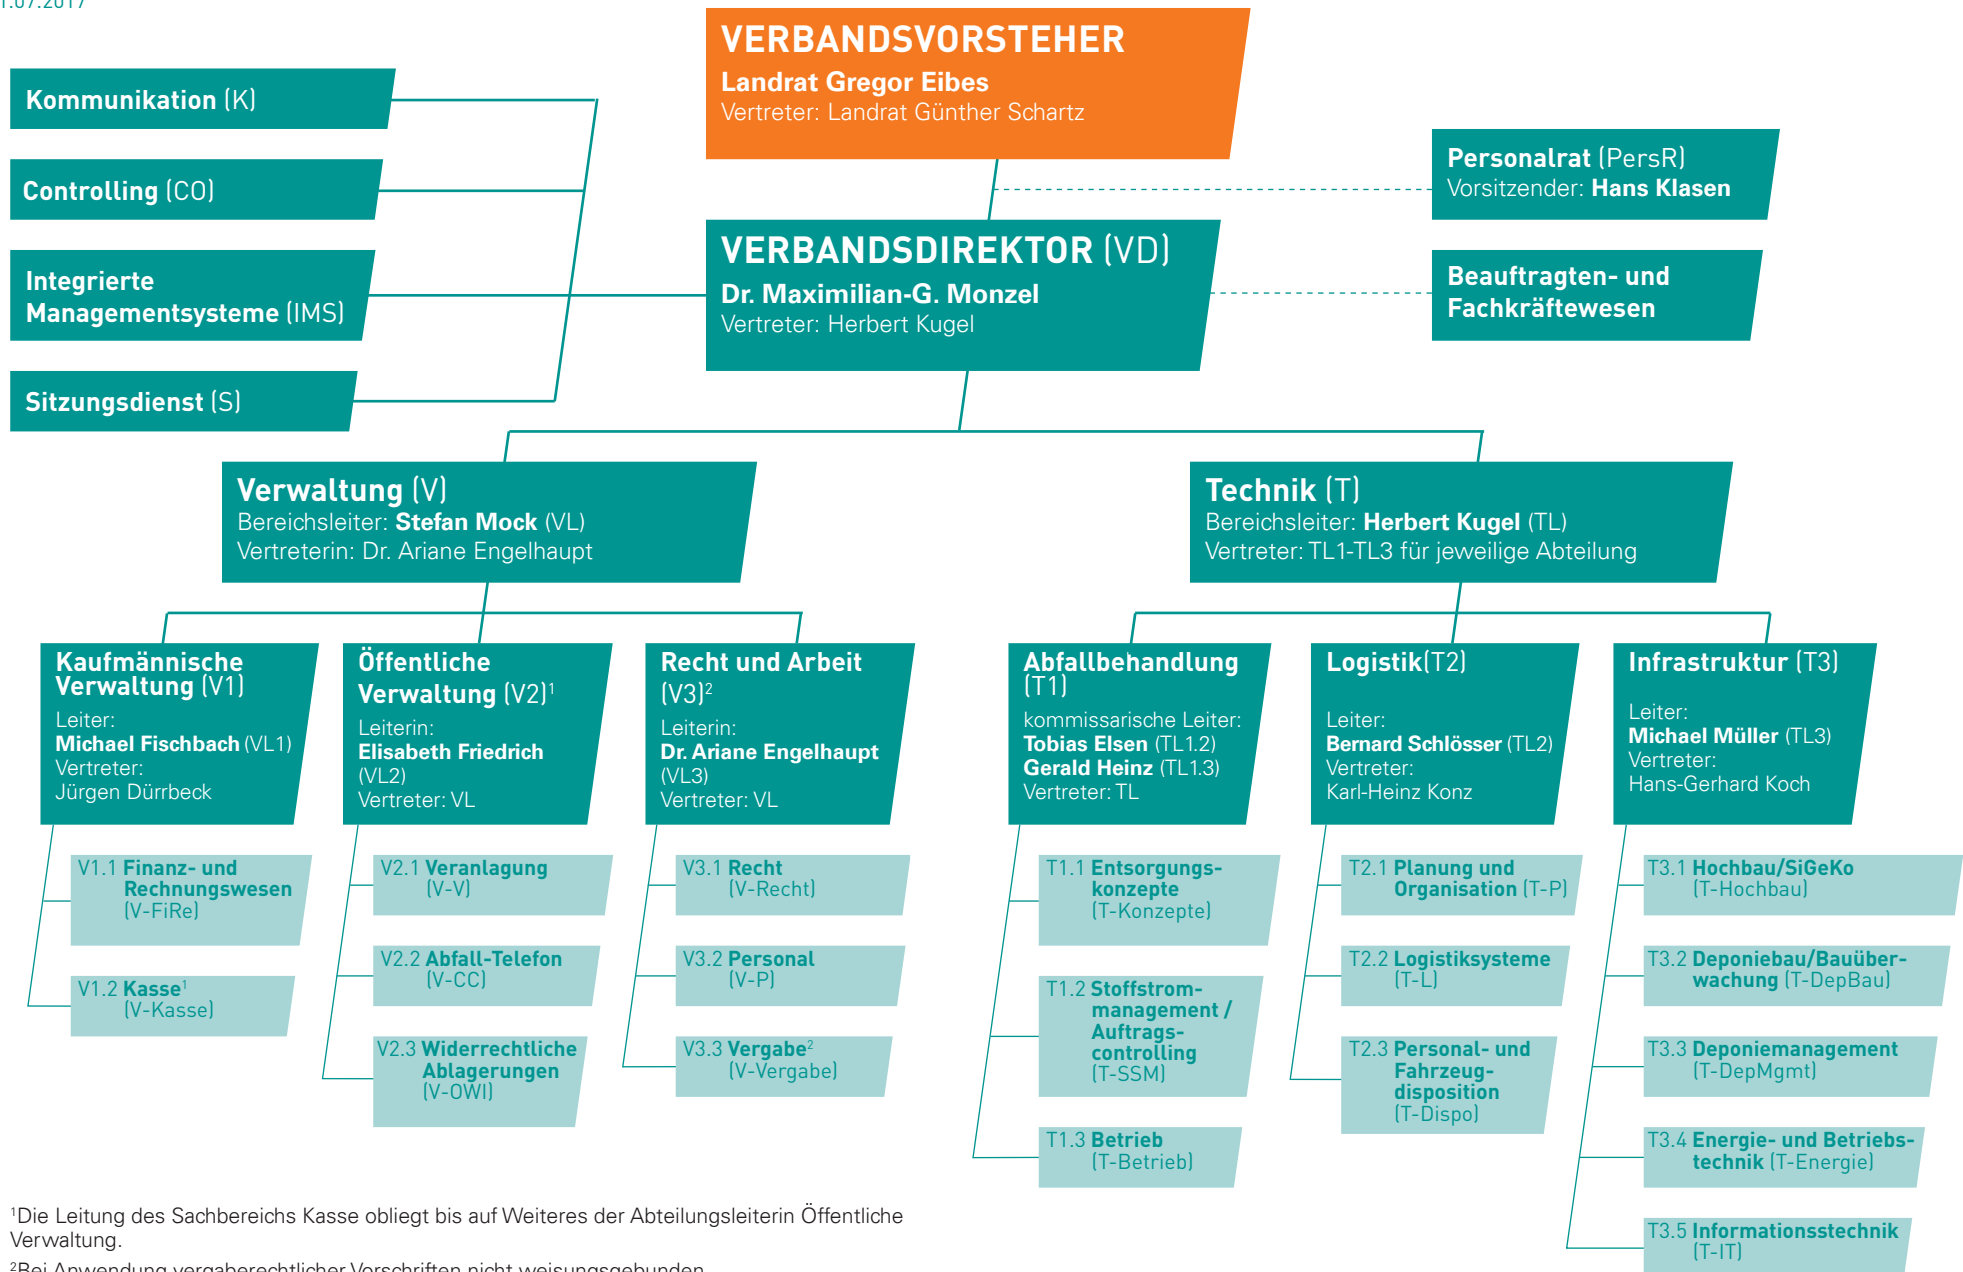 1.07.2017
VERBANDSVORSTEHER
Landrat Gregor Eibes
Vertreter: Landrat Günther Schartz
Kommunikation (K)
Controlling (CO)
Integrierte
Managementsysteme (IMS)
Sitzungsdienst (S)
Personalrat (PersR)
Vorsitzender: Hans Klasen
VERBANDSDIREKTOR (VD)
Dr. Maximilian-G. Monzel
Vertreter: Herbert Kugel
Beauftragten- und
Fachkräftewesen
Verwaltung (V)
Bereichsleiter: Stefan Mock (VL)
Vertreterin: Dr. Ariane Engelhaupt
Technik (T)
Bereichsleiter: Herbert Kugel (TL)
Vertreter: TL1-TL3 für jeweilige Abteilung
Kaufmännische
Verwaltung (V1)
Leiter:
Michael Fischbach (VL1)
Vertreter:
Jürgen Dürrbeck
Öffentliche
Verwaltung (V2)¹
Leiterin:
Elisabeth Friedrich
(VL2)
Vertreter: VL
Recht und Arbeit
(V3)²
Leiterin:
Dr. Ariane Engelhaupt
(VL3)
Vertreter: VL
Abfallbehandlung
(T1)
kommissarische Leiter:
Tobias Elsen (TL1.2)
Gerald Heinz (TL1.3)
Vertreter: TL
Logistik(T2)
Leiter:
Bernard Schlösser (TL2)
Vertreter:
Karl-Heinz Konz
Infrastruktur (T3)
Leiter:
Michael Müller (TL3)
Vertreter:
Hans-Gerhard Koch
V1.1 Finanz- und
Rechnungswesen
(V-FiRe)
V1.2 Kasse¹
(V-Kasse)
V2.1 Veranlagung
(V-V)
V2.2 Abfall-Telefon
(V-CC)
V2.3 Widerrechtliche
Ablagerungen
(V-OWI)
V3.1 Recht
(V-Recht)
V3.2 Personal
(V-P)
V3.3 Vergabe²
(V-Vergabe)
T1.1 Entsorgungs-
konzepte
(T-Konzepte)
T1.2 Stoffstrom-
management /
Auftrags-
controlling
(T-SSM)
T1.3 Betrieb
(T-Betrieb)
T2.1 Planung und
Organisation (T-P)
T2.2 Logistiksysteme
(T-L)
T2.3 Personal- und
Fahrzeug-
disposition
(T-Dispo)
T3.1 Hochbau/SiGeKo
(T-Hochbau)
T3.2 Deponiebau/Bauüber-
wachung (T-DepBau)
T3.3 Deponiemanagement
(T-DepMgmt)
T3.4 Energie- und Betriebs-
technik (T-Energie)
T3.5 Informationsstechnik
(T-IT)
¹Die Leitung des Sachbereichs Kasse obliegt bis auf Weiteres der Abteilungsleiterin Öffentliche
Verwaltung.
²Bei Anwendung vergaberechtlicher Vorschriften nicht weisungsgebunden